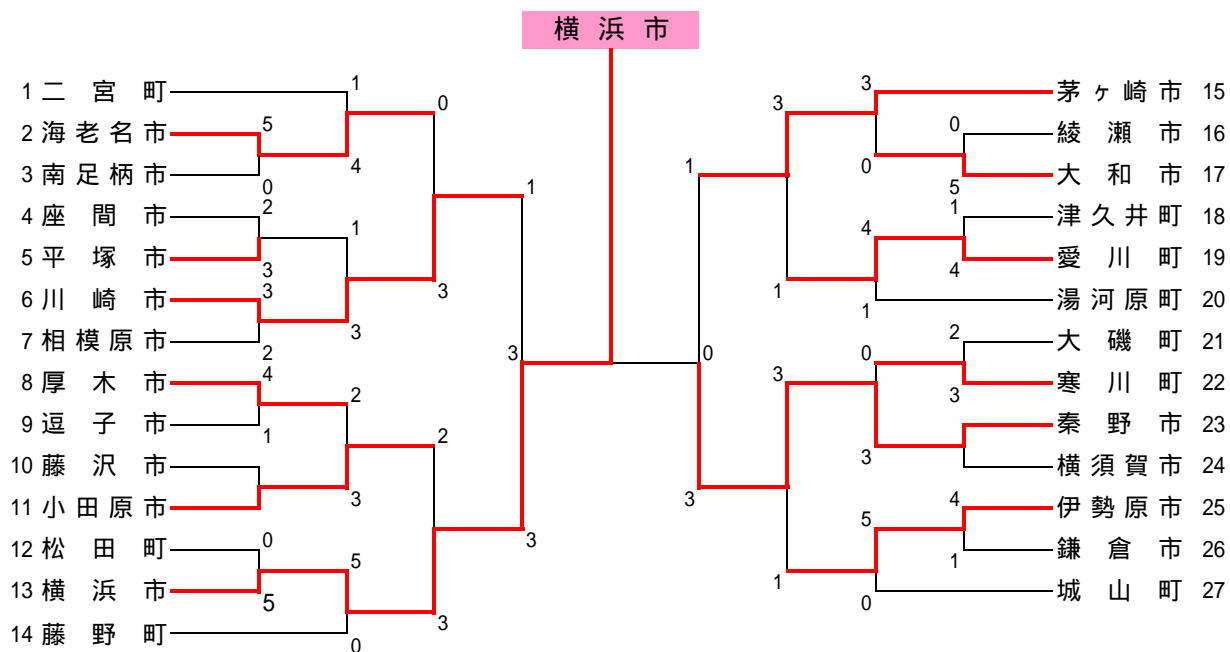 横浜市
1 二宮町
2 海老名市
3 南足柄市
4 座間市
5 平塚市
6 川崎市
7 相模原市
8 厚木市
9 逗子市
10 藤沢市
11 小田原市
12 松田町
13 横浜市
14 藤野町
5
0
2
3
3
2
4
1
0
5
1
4
1
3
2
3
5
0
0
3
2
3
1
3
3
0
1
3
3
1
3
1
3
0
4
1
0
3
5
0
0
5
1
4
2
3
4
1
茅ヶ崎市 15
綾瀬市 16
大和市 17
津久井町 18
愛川町 19
湯河原町 20
大磯町 21
寒川町 22
秦野市 23
横須賀市 24
伊勢原市 25
鎌倉市 26
城山町 27